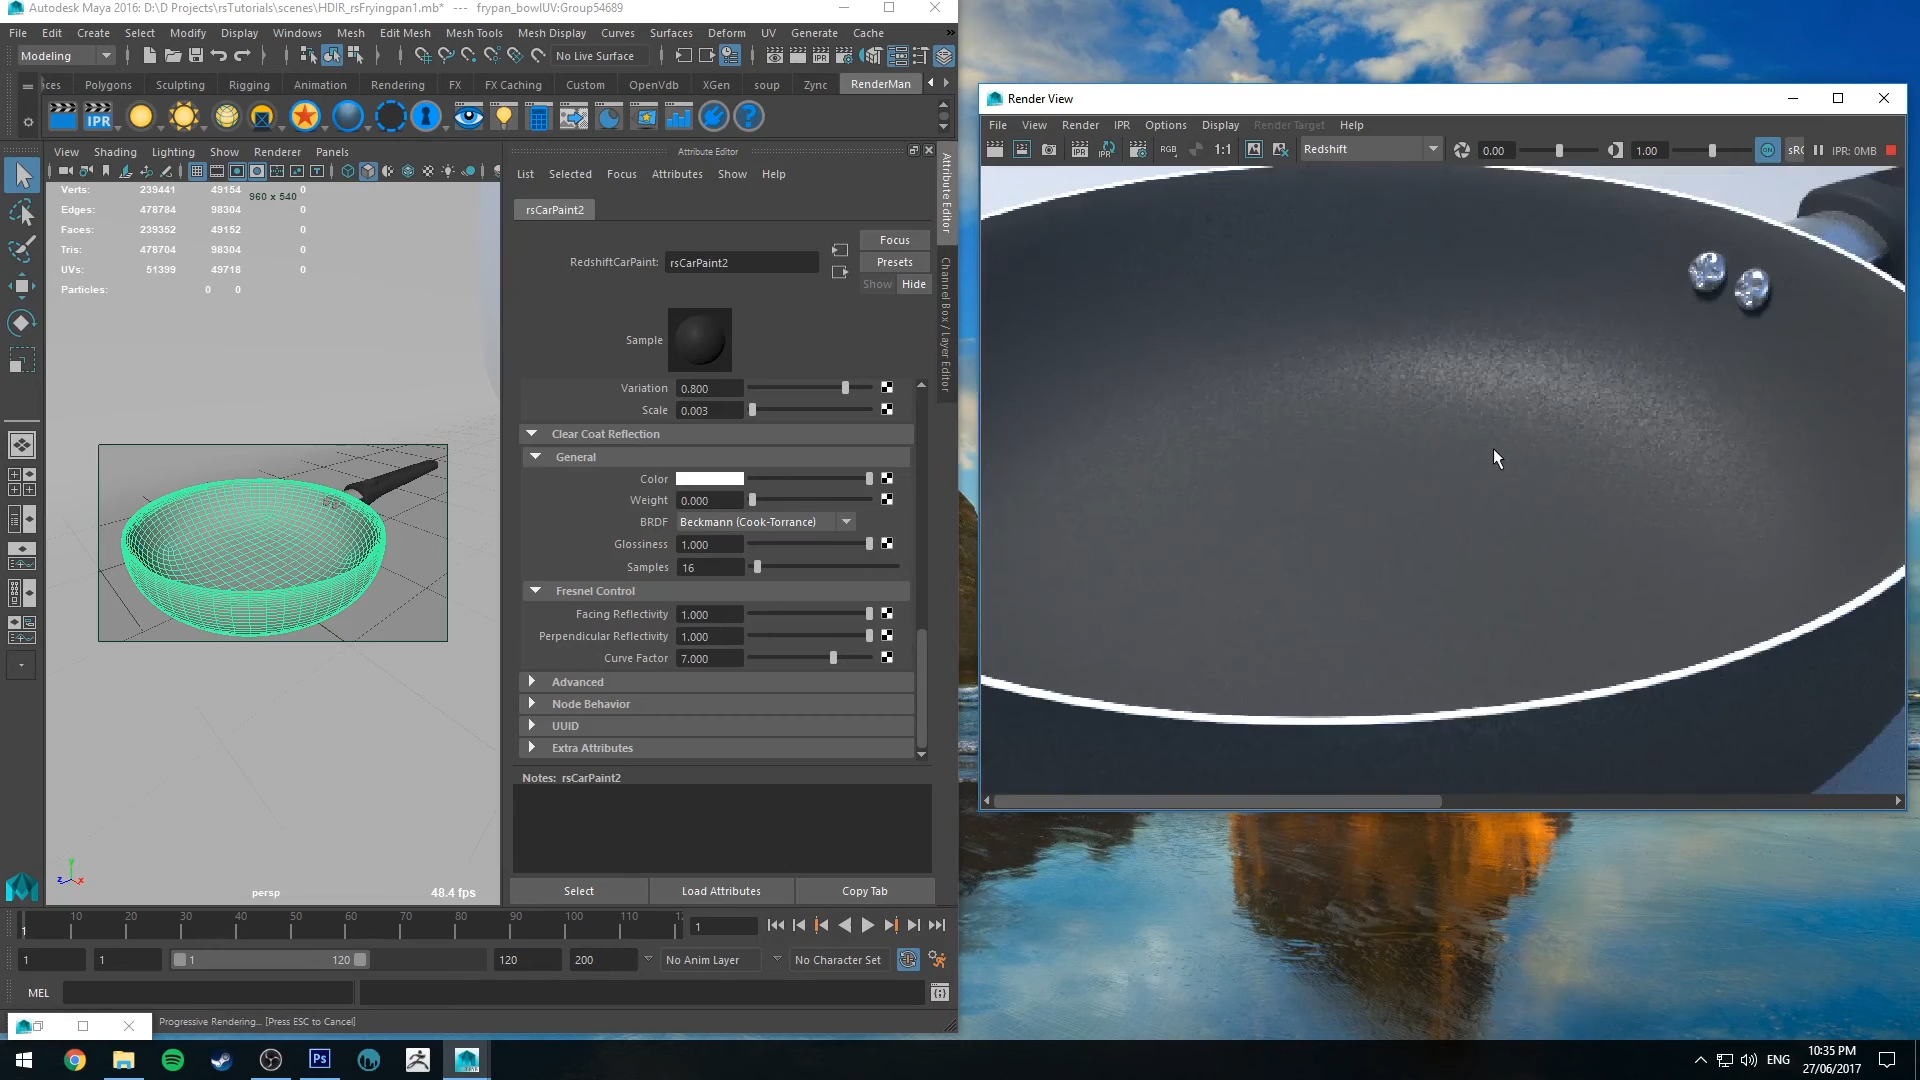 Autodesk Maya 2016: D:\D Projects\rsTutorials\scenes\HDIR_rsFryingpan1.mb* --- frypan_bowlUV:Group54689
File Edit Create Select Modify Display Windows Mesh Edit Mesh Mesh Tools Mesh Display Curves Surfaces Deform UV Generate Cache
Modeling No Live Surface
Polygons Sculpting Rigging Animation Rendering FX FX Caching Custom OpenVdb XGen soup Zync RenderMan
IPR
View Shading Lighting Show Renderer Panels
Verts: 239441 49154 0
960 x 540
Edges: 478784 98304 0
Faces: 239352 49152 0
Tris: 478704 98304 0
UVs: 51399 49718 0
Particles: 0 0
persp
48.4 fps
Attribute Editor
List Selected Focus Attributes Show Help
rsCarPaint2
RedshiftCarPaint: rsCarPaint2
Focus
Presets
Show Hide
Sample
Variation 0.800
Scale 0.003
Clear Coat Reflection
General
Color
Weight 0.000
BRDF Beckmann (Cook-Torrance)
Glossiness 1.000
Samples 16
Fresnel Control
Facing Reflectivity 1.000
Perpendicular Reflectivity 1.000
Curve Factor 7.000
Advanced
Node Behavior
UUID
Extra Attributes
Notes: rsCarPaint2
Select Load Attributes Copy Tab
Attribute Editor
Channel Box / Layer Editor
10 20 30 40 50 60 70 80 90 100 110 12
1
1
1 1 1 120 120 200 No Anim Layer No Character Set
MEL
Progressive Rendering... [Press ESC to Cancel]
Render View
File View Render IPR Options Display Render Target Help
IPR RGB 1:1 Redshift 0.00 1.00 sR IPR: 0MB
Ps
ENG
10:35 PM
27/06/2017